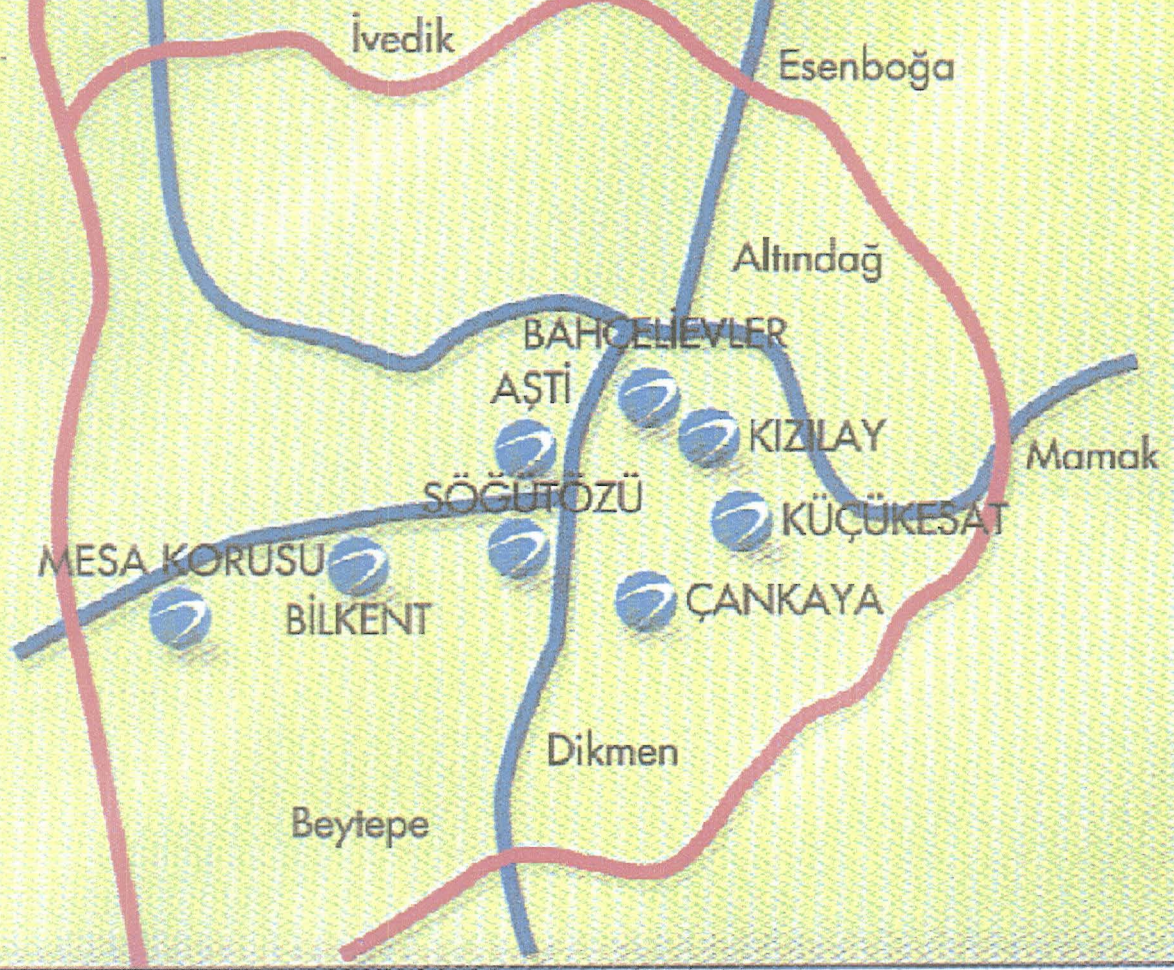 İvedik
Esenboğa
Altındağ
BAHÇELİEVLER
AŞTİ
KIZILAY
Mamak
SÖĞÜTÖZÜ
KÜÇÜKESAT
MESA KORUSU
ÇANKAYA
BİLKENT
Dikmen
Beytepe